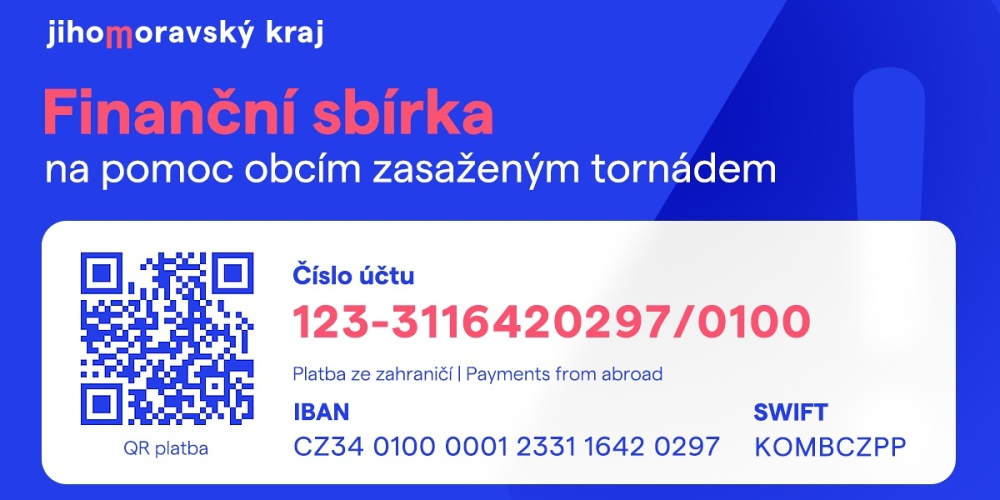 jihomoravský kraj
Finanční sbírka
na pomoc obcím zasaženým tornádem
Číslo účtu
123-3116420297/0100
Platba ze zahraničí | Payments from abroad
IBAN
CZ34 0100 0001 2331 1642 0297
SWIFT
KOMBCZPP
QR platba